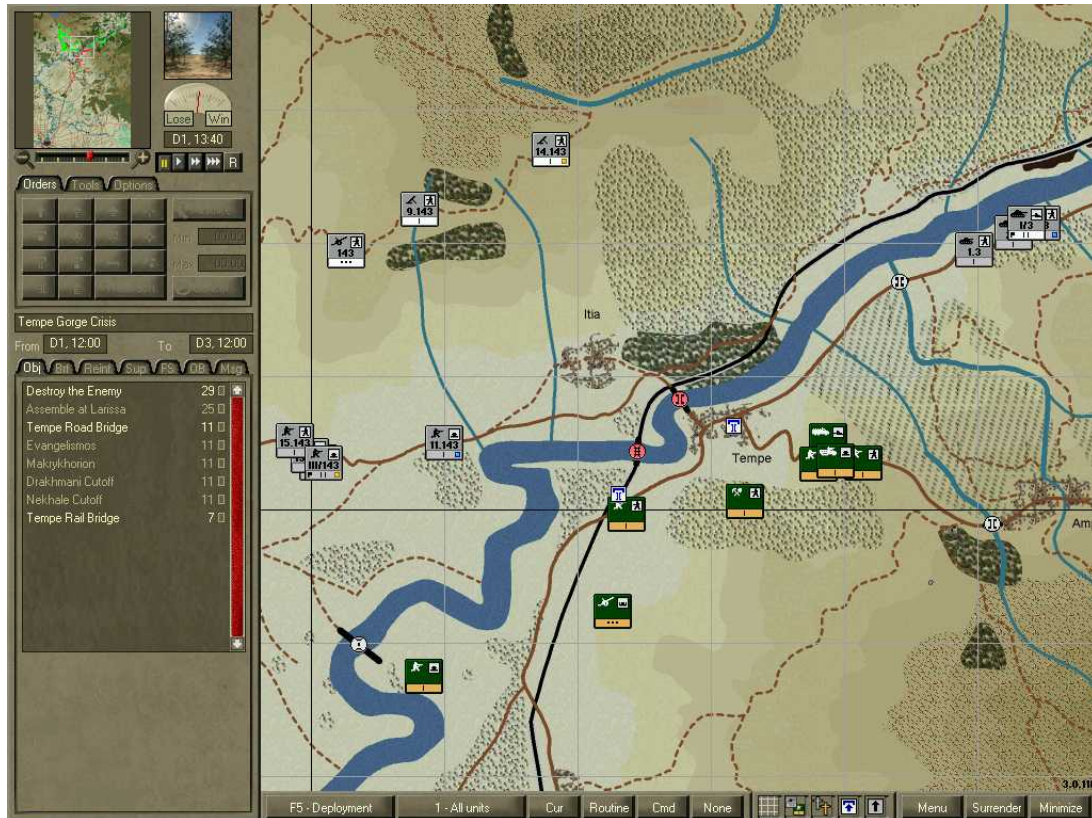 Lose Win
D1, 13:40
R
Orders Tools Options
Min
Max
Tempe Gorge Crisis
From D1, 12:00 To D3, 12:00
Obj Brf Reinf Sup FS OB Msg
Destroy the Enemy 29
Assemble at Larissa 25
Tempe Road Bridge 11
Evangelismos 11
Makrykhorion 11
Drakhmani Cutoff 11
Nekhale Cutoff 11
Tempe Rail Bridge 7
14.143
9.143
143
I/3
1.3
Itia
15.143
III/143
11.143
Tempe
Am
F5 - Deployment
1 - All units
Cur
Routine
Cmd
None
Menu
Surrender
Minimize